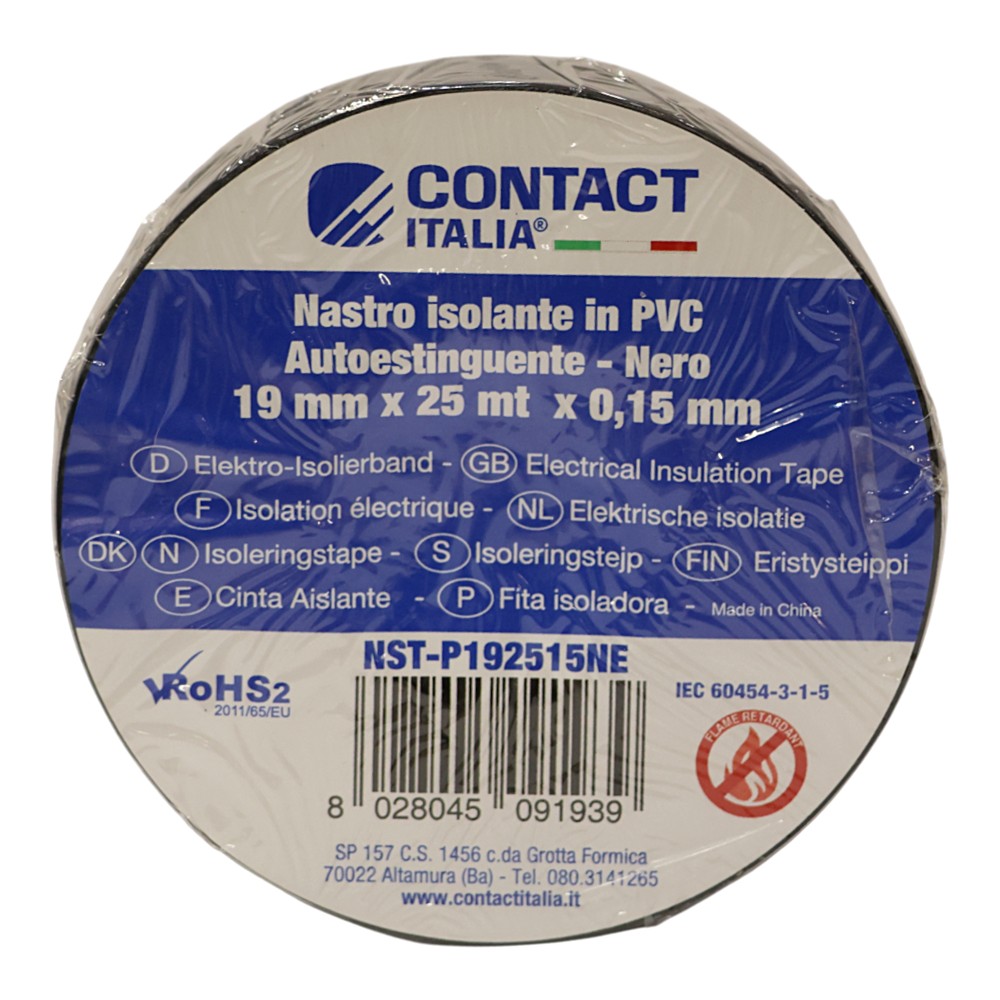 CONTACT
ITALIA®
Nastro isolante in PVC
Autoestinguente - Nero
19 mm x 25 mt x 0,15 mm
D Elektro-Isolierband - GB Electrical Insulation Tape
F Isolation électrique - NL Elektrische isolatie
DK N Isoleringstape - S Isoleringstejp - FIN Eristysteippi
E Cinta Aislante - P Fita isoladora - Made in China
NST-P192515NE
RoHS2
2011/65/EU
IEC 60454-3-1-5
FLAME RETARDANT
8 028045 091939
SP 157 C.S. 1456 c.da Grotta Formica
70022 Altamura (Ba) - Tel. 080.3141265
www.contactitalia.it